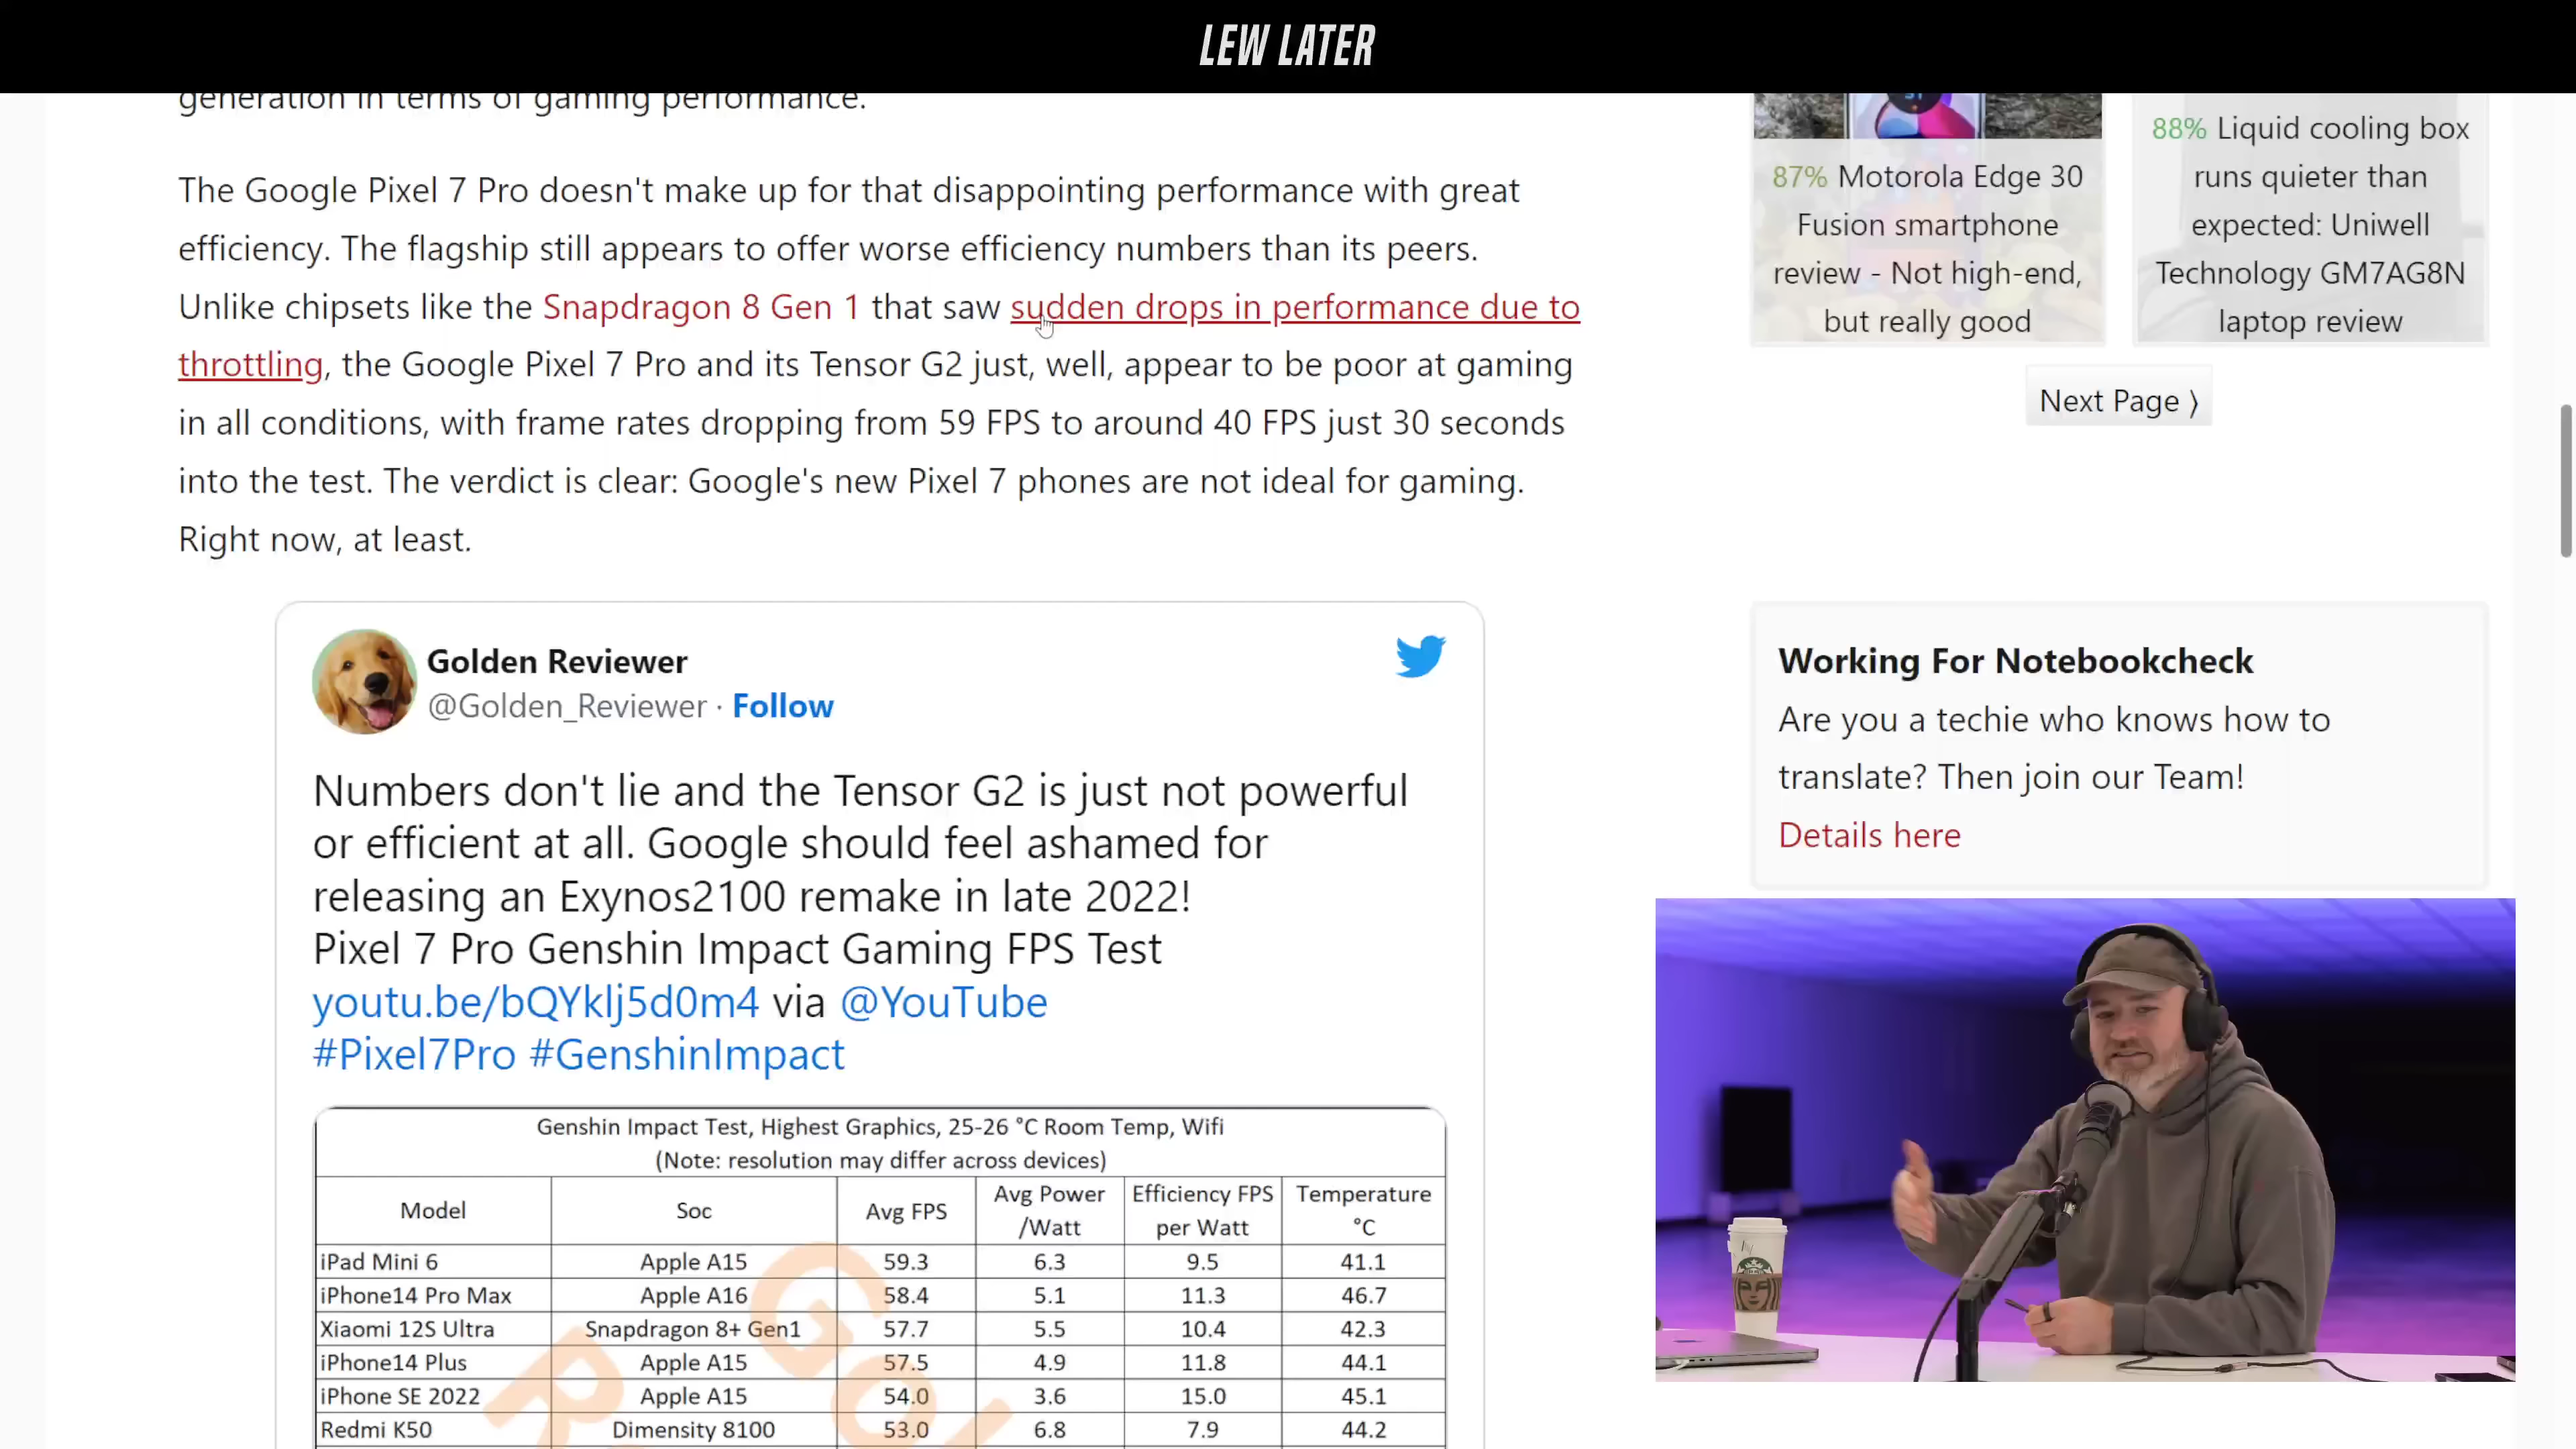 LEW LATER
generation in terms of gaming performance.
The Google Pixel 7 Pro doesn't make up for that disappointing performance with great
efficiency. The flagship still appears to offer worse efficiency numbers than its peers.
Unlike chipsets like the Snapdragon 8 Gen 1 that saw sudden drops in performance due to
throttling, the Google Pixel 7 Pro and its Tensor G2 just, well, appear to be poor at gaming
in all conditions, with frame rates dropping from 59 FPS to around 40 FPS just 30 seconds
into the test. The verdict is clear: Google's new Pixel 7 phones are not ideal for gaming.
Right now, at least.
87% Motorola Edge 30
Fusion smartphone
review - Not high-end,
but really good
88% Liquid cooling box
runs quieter than
expected: Uniwell
Technology GM7AG8N
laptop review
Next Page ⟩
Golden Reviewer
@Golden_Reviewer · Follow
Numbers don't lie and the Tensor G2 is just not powerful
or efficient at all. Google should feel ashamed for
releasing an Exynos2100 remake in late 2022!
Pixel 7 Pro Genshin Impact Gaming FPS Test
youtu.be/bQYklj5d0m4 via @YouTube
#Pixel7Pro #GenshinImpact
Genshin Impact Test, Highest Graphics, 25-26 °C Room Temp, Wifi
(Note: resolution may differ across devices)
Model Soc Avg FPS Avg Power /Watt Efficiency FPS per Watt Temperature °C
iPad Mini 6 Apple A15 59.3 6.3 9.5 41.1
iPhone14 Pro Max Apple A16 58.4 5.1 11.3 46.7
Xiaomi 12S Ultra Snapdragon 8+ Gen1 57.7 5.5 10.4 42.3
iPhone14 Plus Apple A15 57.5 4.9 11.8 44.1
iPhone SE 2022 Apple A15 54.0 3.6 15.0 45.1
Redmi K50 Dimensity 8100 53.0 6.8 7.9 44.2
Working For Notebookcheck
Are you a techie who knows how to
translate? Then join our Team!
Details here